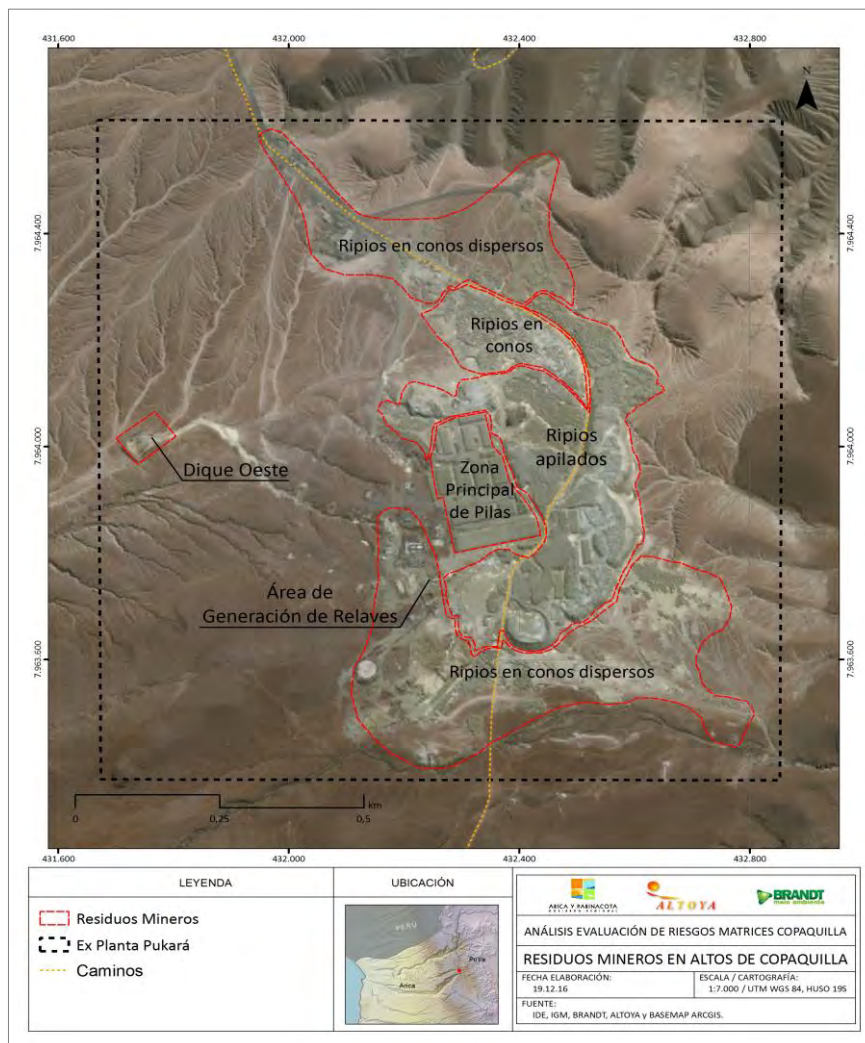 431.600 432.000 432.400 432.800
N
7.964.400 7.964.400
Ripios en conos dispersos
Ripios en
conos
7.964.000 7.964.000
Ripios
apilados
Dique Oeste
Zona
Principal
de Pilas
Área de
Generación de Relaves
7.963.600 7.963.600
Ripios en conos dispersos
km
0 0,25 0,5
431.600 432.000 432.400 432.800
LEYENDA
Residuos Mineros
Ex Planta Pukará
Caminos
UBICACIÓN
PERÚ
Putre
Arica
ARICA Y PARINACOTA
GOBIERNO REGIONAL
ALTOYA
BRANDT
meio ambiente
ANÁLISIS EVALUACIÓN DE RIESGOS MATRICES COPAQUILLA
RESIDUOS MINEROS EN ALTOS DE COPAQUILLA
FECHA ELABORACIÓN:
19.12.16
ESCALA / CARTOGRAFÍA:
1:7.000 / UTM WGS 84, HUSO 19S
FUENTE:
IDE, IGM, BRANDT, ALTOYA y BASEMAP ARCGIS.